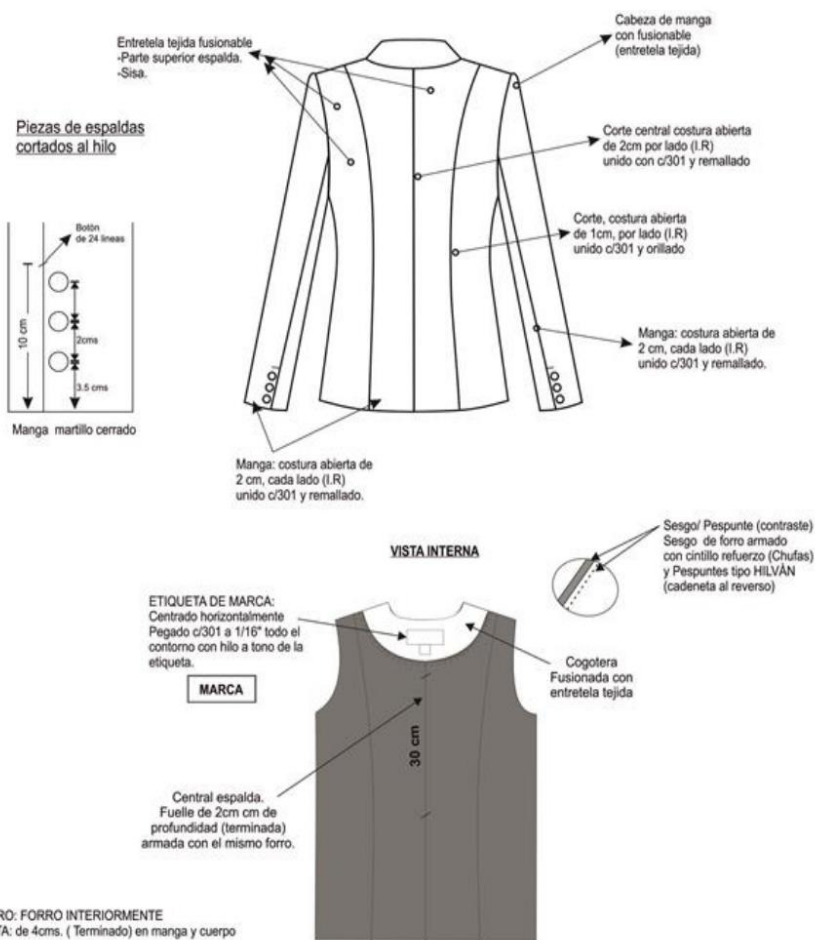 Entretela tejida fusionable
-Parte superior espalda.
-Sisa.
Cabeza de manga
con fusionable
(entretela tejida)
Piezas de espaldas
cortados al hilo
Corte central costura abierta
de 2cm por lado (I.R)
unido con c/301 y remallado
Botón
de 24 lineas
10 cm
2cms
3.5 cms
Manga martillo cerrado
Corte, costura abierta
de 1cm, por lado (I.R)
unido c/301 y orillado
Manga: costura abierta de
2 cm, cada lado (I.R)
unido c/301 y remallado.
Manga: costura abierta de
2 cm, cada lado (I.R)
unido c/301 y remallado.
VISTA INTERNA
Sesgo/ Pespunte (contraste)
Sesgo de forro armado
con cintillo refuerzo (Chufas)
y Pespuntes tipo HILVÁN
(cadeneta al reverso)
ETIQUETA DE MARCA:
Centrado horizontalmente
Pegado c/301 a 1/16" todo el
contorno con hilo a tono de la
etiqueta.
MARCA
Cogotera
Fusionada con
entretela tejida
30 cm
Central espalda.
Fuelle de 2cm cm de
profundidad (terminada)
armada con el mismo forro.
RO: FORRO INTERIORMENTE
TA: de 4cms. ( Terminado) en manga y cuerpo